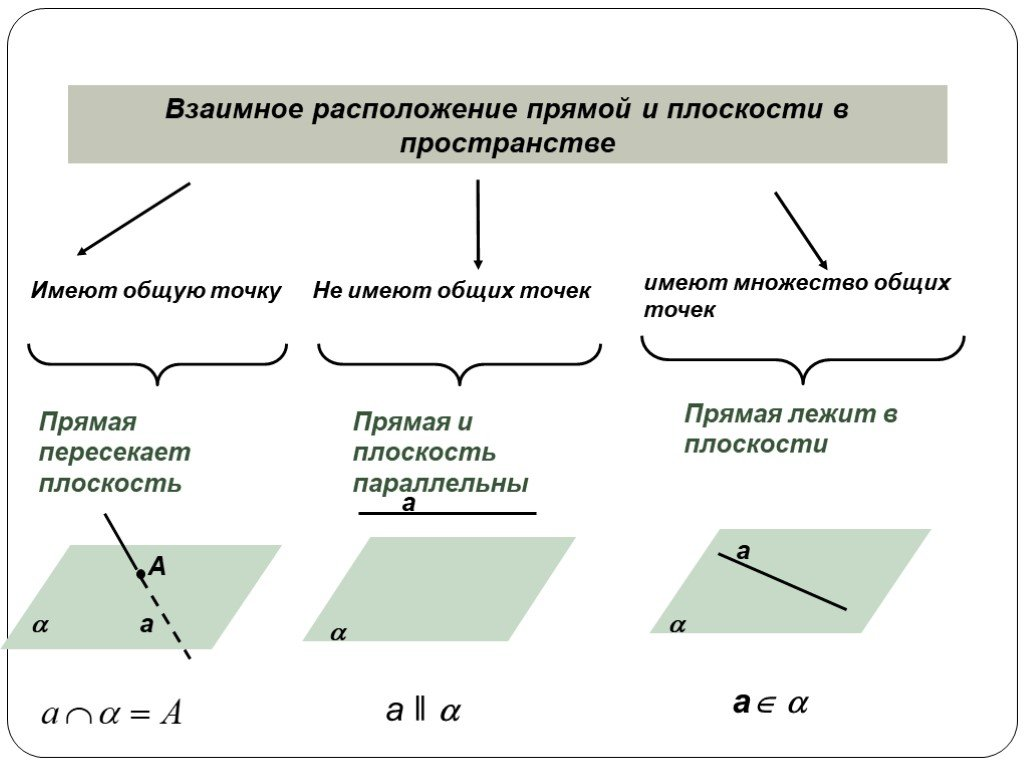 Взаимное расположение прямой и плоскости в
пространстве
Имеют общую точку
Не имеют общих точек
имеют множество общих
точек
Прямая
пересекает
плоскость
Прямая и
плоскость
параллельны
Прямая лежит в
плоскости
A
α
a
a
α
a
α
a ⌒ α = A
a ‖ α
a ∈ α